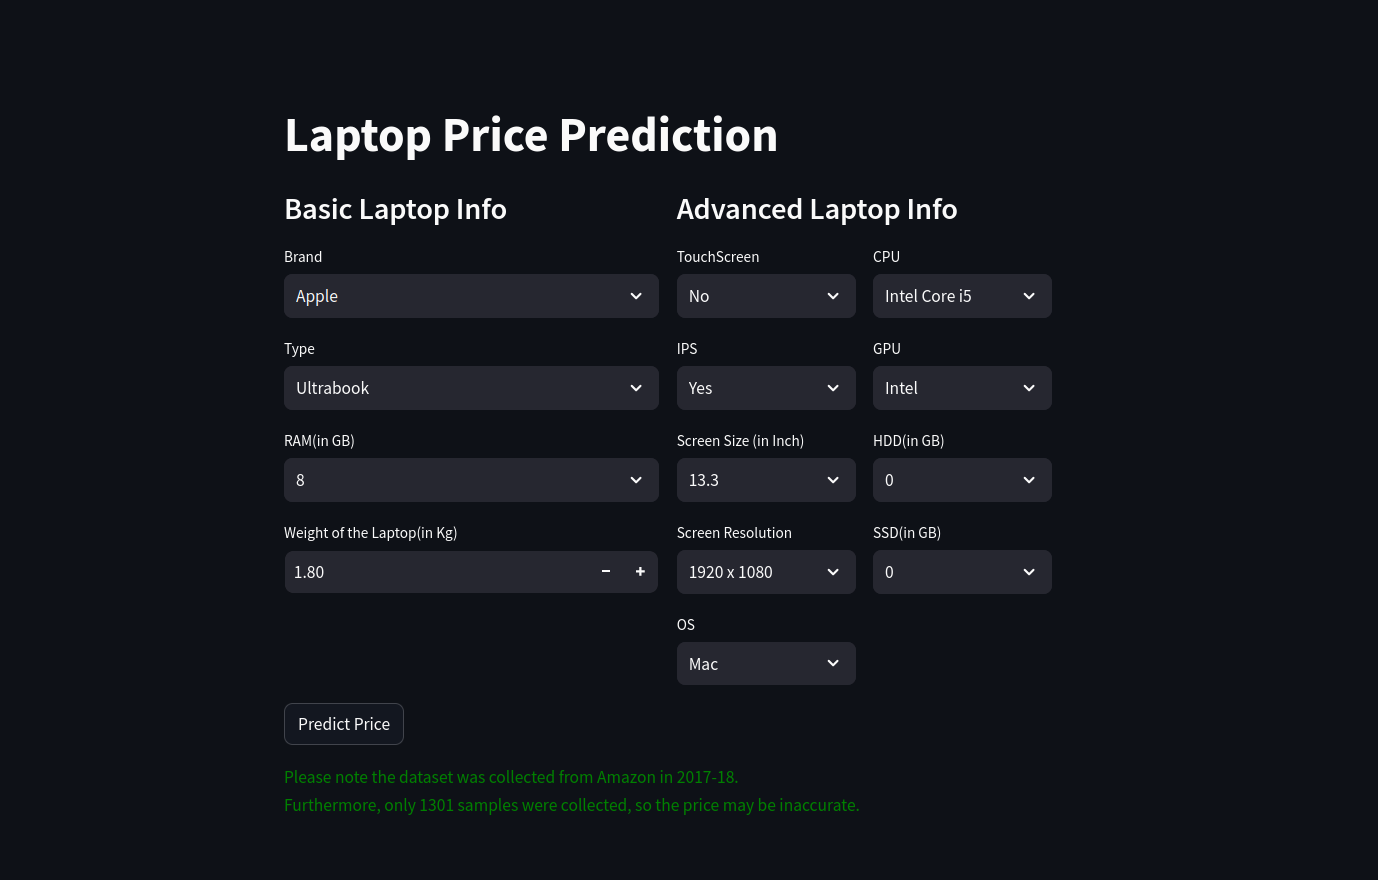 Laptop Price Prediction
Basic Laptop Info
Brand
Apple
Type
Ultrabook
RAM(in GB)
8
Weight of the Laptop(in Kg)
1.80
Advanced Laptop Info
TouchScreen
No
CPU
Intel Core i5
IPS
Yes
GPU
Intel
Screen Size (in Inch)
13.3
HDD(in GB)
0
Screen Resolution
1920 x 1080
SSD(in GB)
0
OS
Mac
Predict Price
Please note the dataset was collected from Amazon in 2017-18.
Furthermore, only 1301 samples were collected, so the price may be inaccurate.